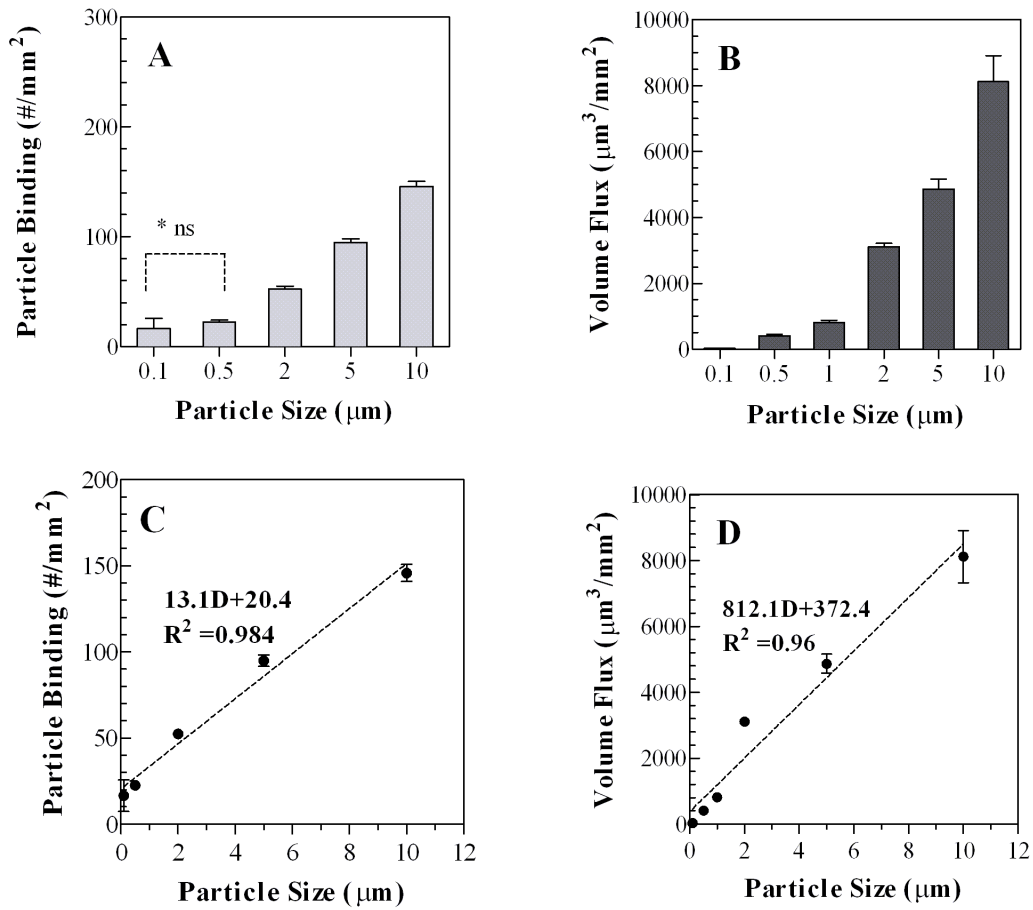 A
Particle Binding (#/mm²)
300
200
100
0
* ns
0.1 0.5 2 5 10
Particle Size (μm)
B
Volume Flux (μm³/mm²)
10000
8000
6000
4000
2000
0
0.1 0.5 1 2 5 10
Particle Size (μm)
C
Particle Binding (#/mm²)
200
150
100
50
0
13.1D+20.4
R² =0.984
0 2 4 6 8 10 12
Particle Size (μm)
D
Volume Flux (μm³/mm²)
10000
8000
6000
4000
2000
0
812.1D+372.4
R² =0.96
0 2 4 6 8 10 12
Particle Size (μm)